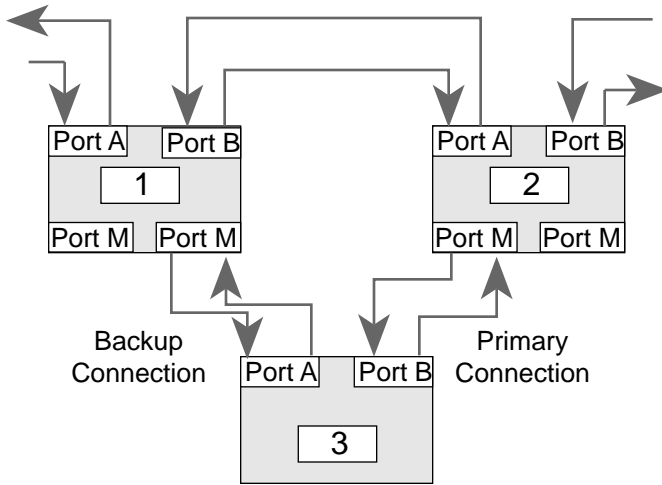 Port A
Port B
Port A
Port B
1
2
Port M
Port M
Port M
Port M
Backup
Connection
Primary
Connection
Port A
Port B
3